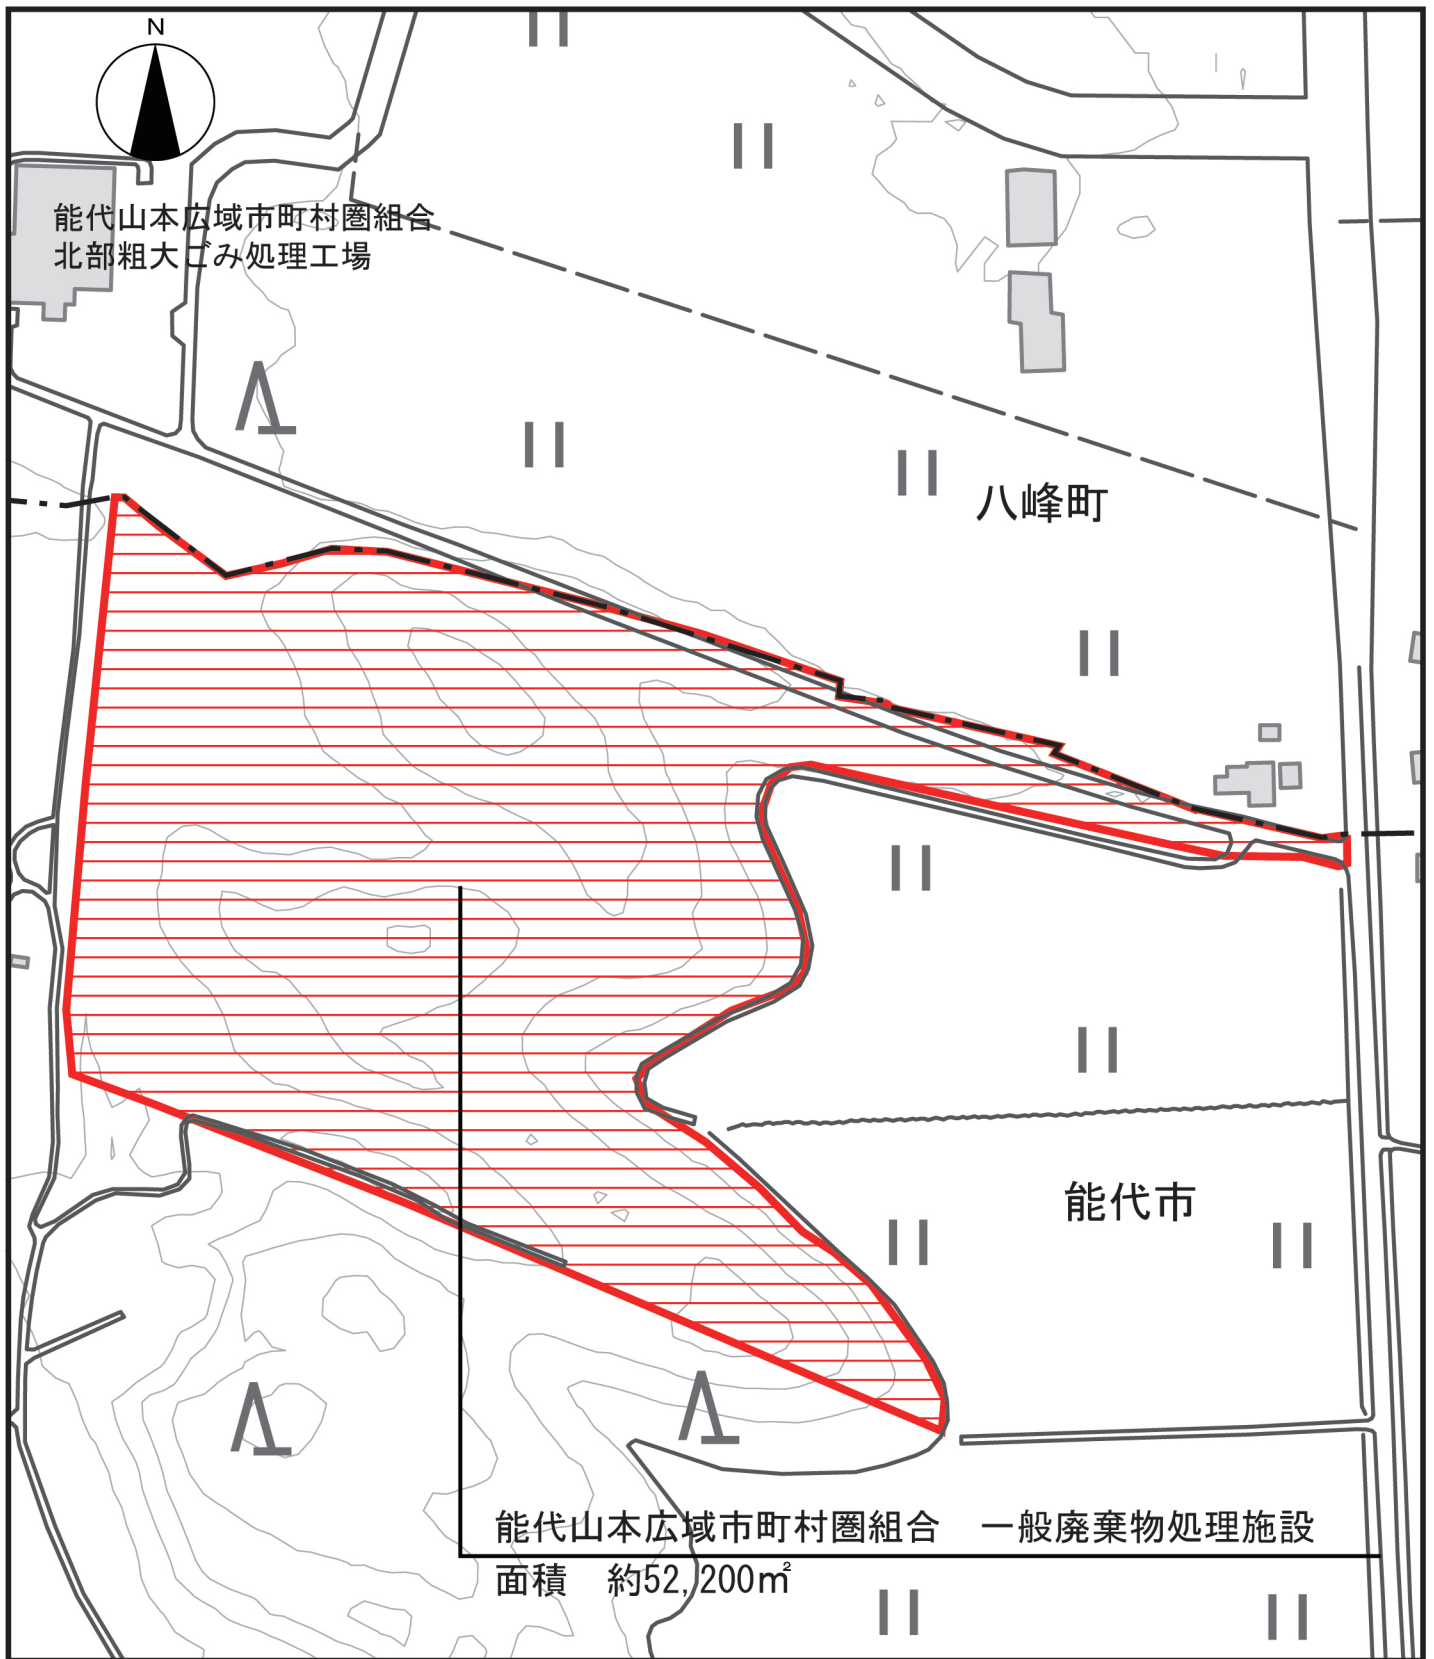 N
能代山本広域市町村圏組合
北部粗大ごみ処理工場
八峰町
能代市
能代山本広域市町村圏組合　一般廃棄物処理施設
面積　約52,200㎡